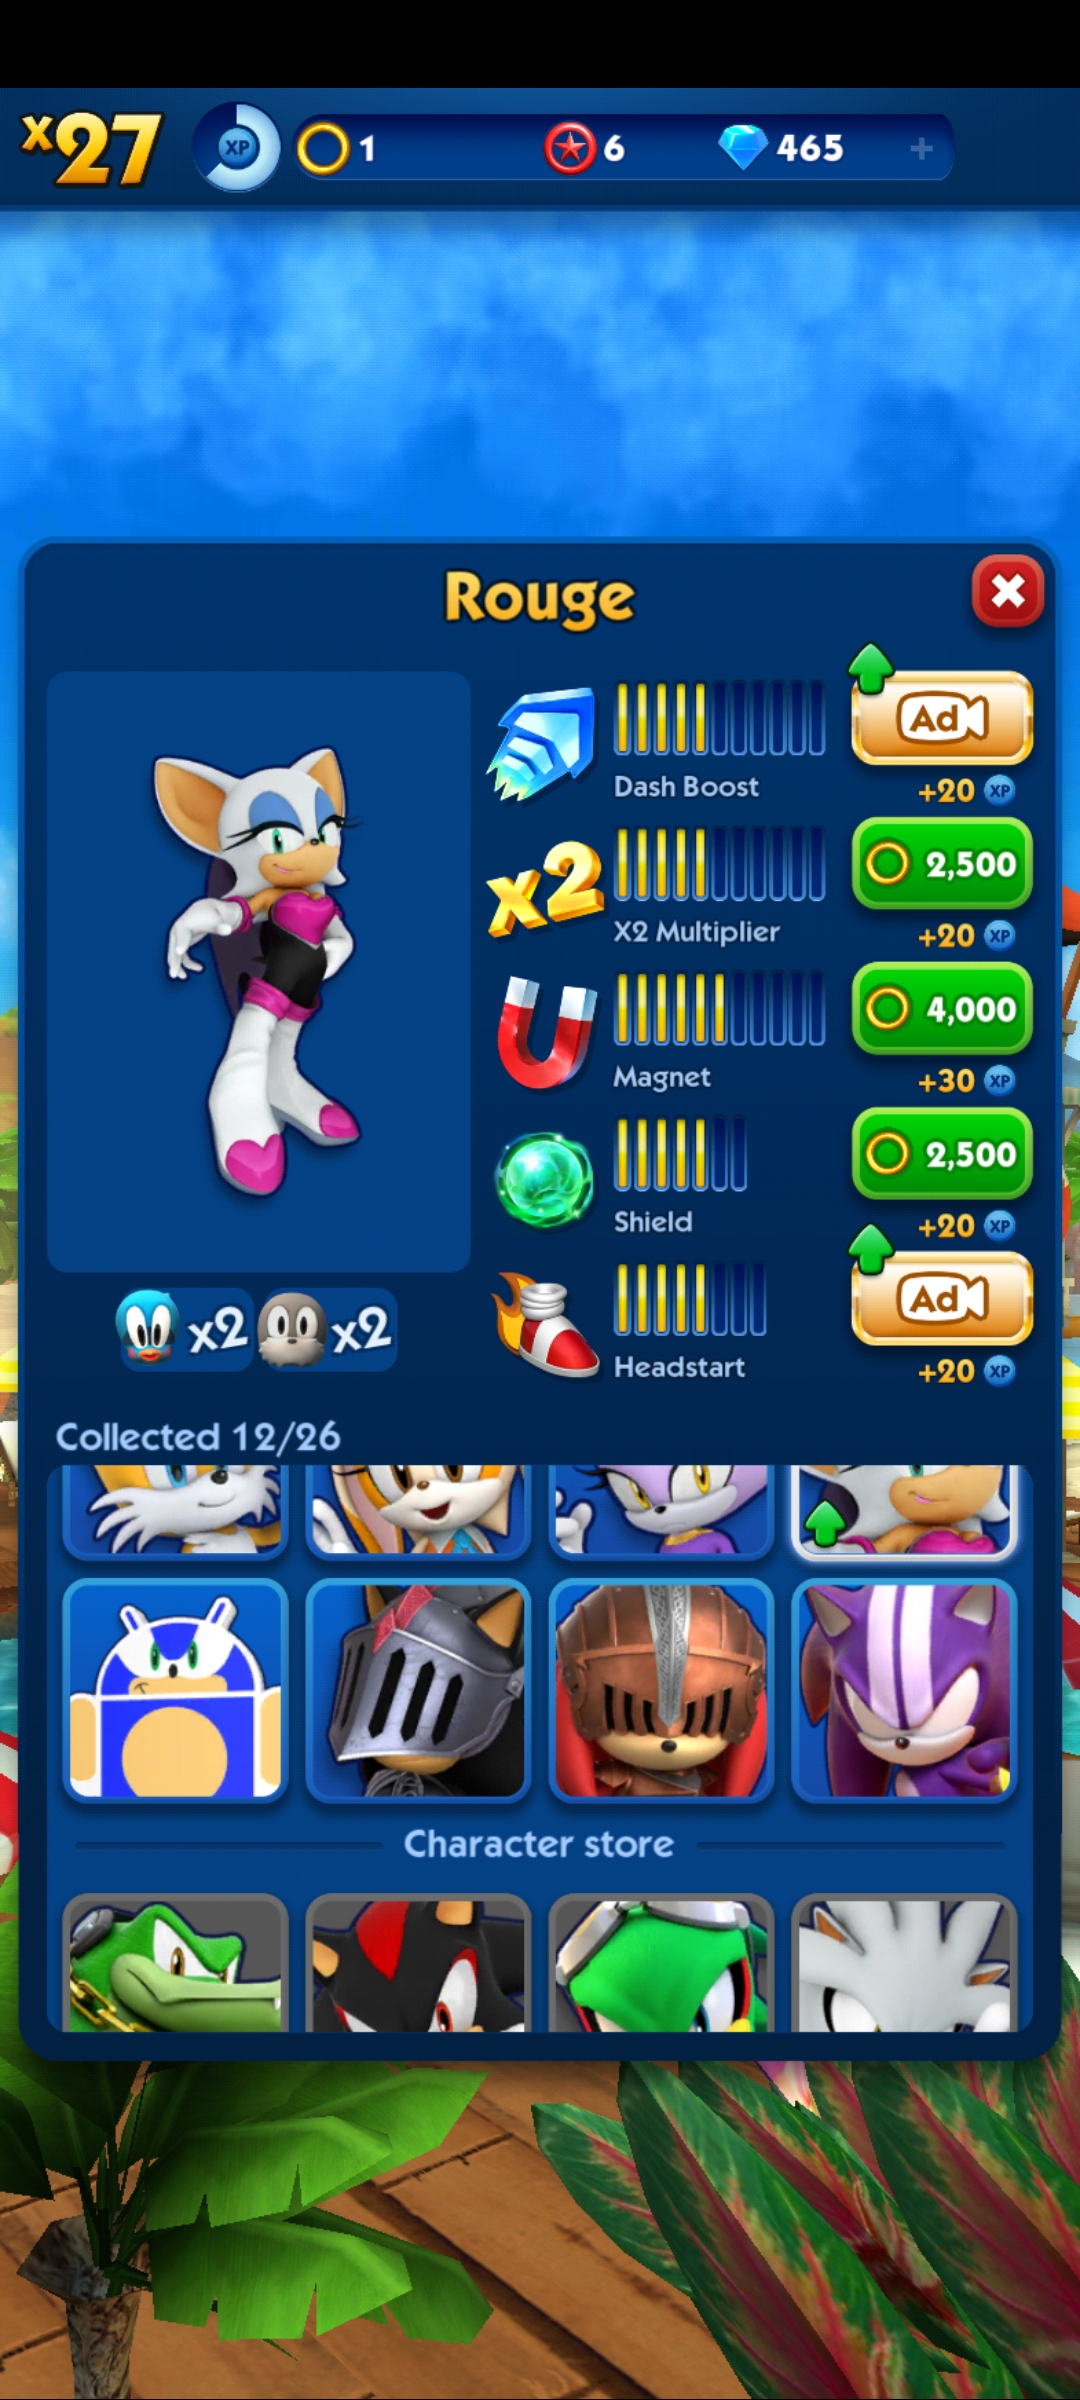 x27 XP 1 6 465 +
Rouge
Ad
Dash Boost
+20 XP
x2
2,500
X2 Multiplier
+20 XP
4,000
Magnet
+30 XP
2,500
Shield
+20 XP
Ad
x2 x2
Headstart
+20 XP
Collected 12/26
Character store